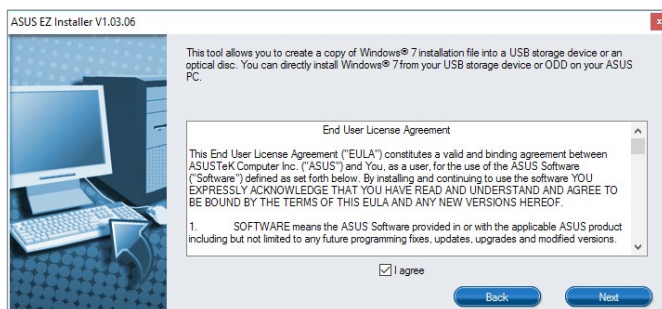 ASUS EZ Installer V1.03.06
x
This tool allows you to create a copy of Windows® 7 installation file into a USB storage device or an
optical disc. You can directly install Windows® 7 from your USB storage device or ODD on your ASUS
PC.
End User License Agreement
This End User License Agreement ("EULA") constitutes a valid and binding agreement between
ASUSTeK Computer Inc. ("ASUS") and You, as a user, for the use of the ASUS Software
("Software") defined as set forth below. By installing and continuing to use the software YOU
EXPRESSLY ACKNOWLEDGE THAT YOU HAVE READ AND UNDERSTAND AND AGREE TO
BE BOUND BY THE TERMS OF THIS EULA AND ANY NEW VERSIONS HEREOF.
1. SOFTWARE means the ASUS Software provided in or with the applicable ASUS product
including but not limited to any future programming fixes, updates, upgrades and modified versions.
I agree
Back Next